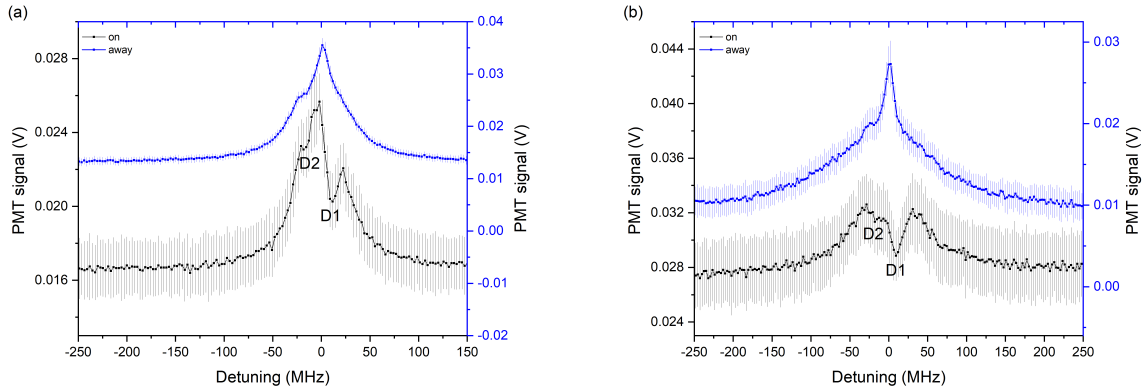 (a)
on
away
0.028
0.024
0.020
0.016
PMT signal (V)
D2
D1
0.04
0.03
0.02
0.01
0.00
-0.01
-0.02
PMT signal (V)
-250 -200 -150 -100 -50 0 50 100 150
Detuning (MHz)
(b)
on
away
0.044
0.040
0.036
0.032
0.028
0.024
PMT signal (V)
D2
D1
0.03
0.02
0.01
0.00
PMT signal (V)
-250 -200 -150 -100 -50 0 50 100 150 200 250
Detuning (MHz)